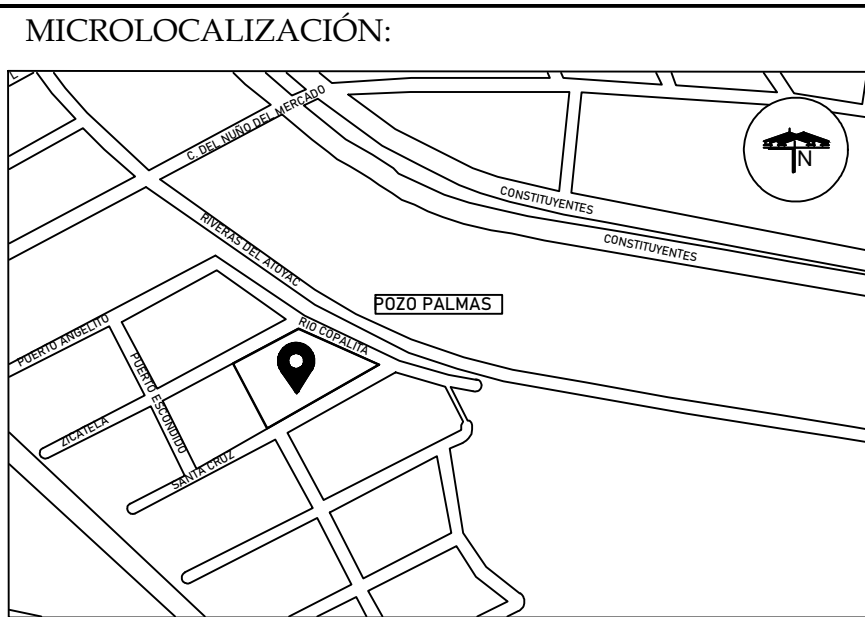 MICROLOCALIZACIÓN:
C. DEL NUÑO DEL MERCADO
N
CONSTITUYENTES
RIVERAS DEL ATOYAC
CONSTITUYENTES
POZO PALMAS
RIO COPALITA
PUERTO ANGELITO
PUERTO ESCONDIDO
ZICATELA
SANTA CRUZ